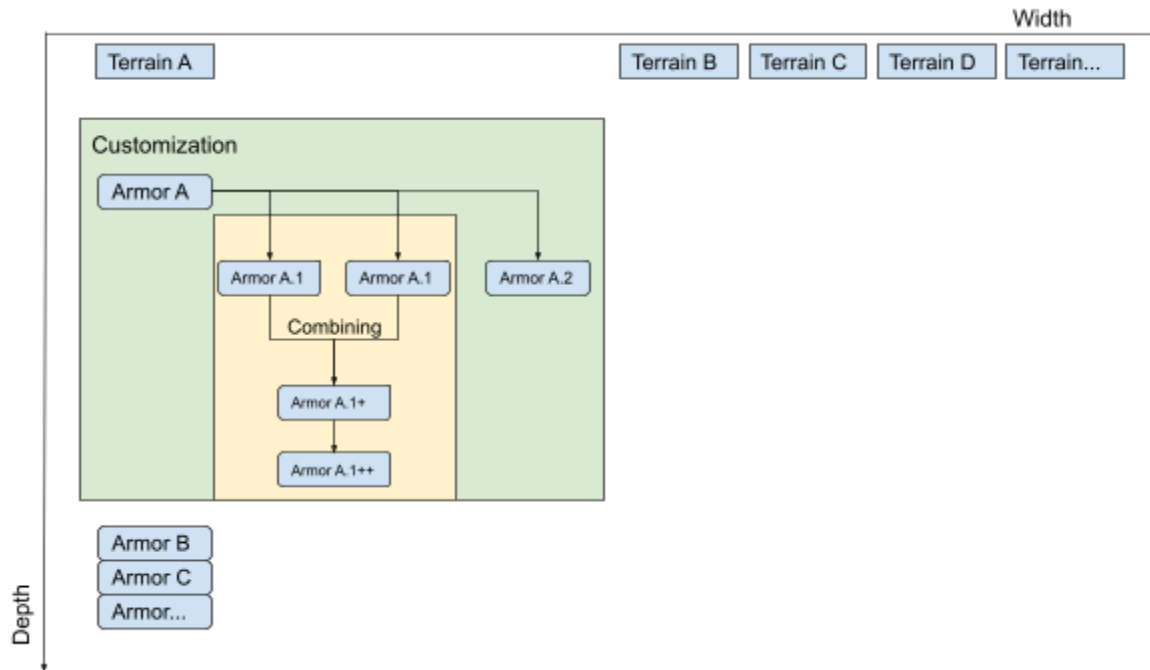 Width
Terrain A
Terrain B
Terrain C
Terrain D
Terrain...
Customization
Armor A
Armor A.1
Armor A.1
Armor A.2
Combining
Armor A.1+
Armor A.1++
Armor B
Armor C
Armor...
Depth